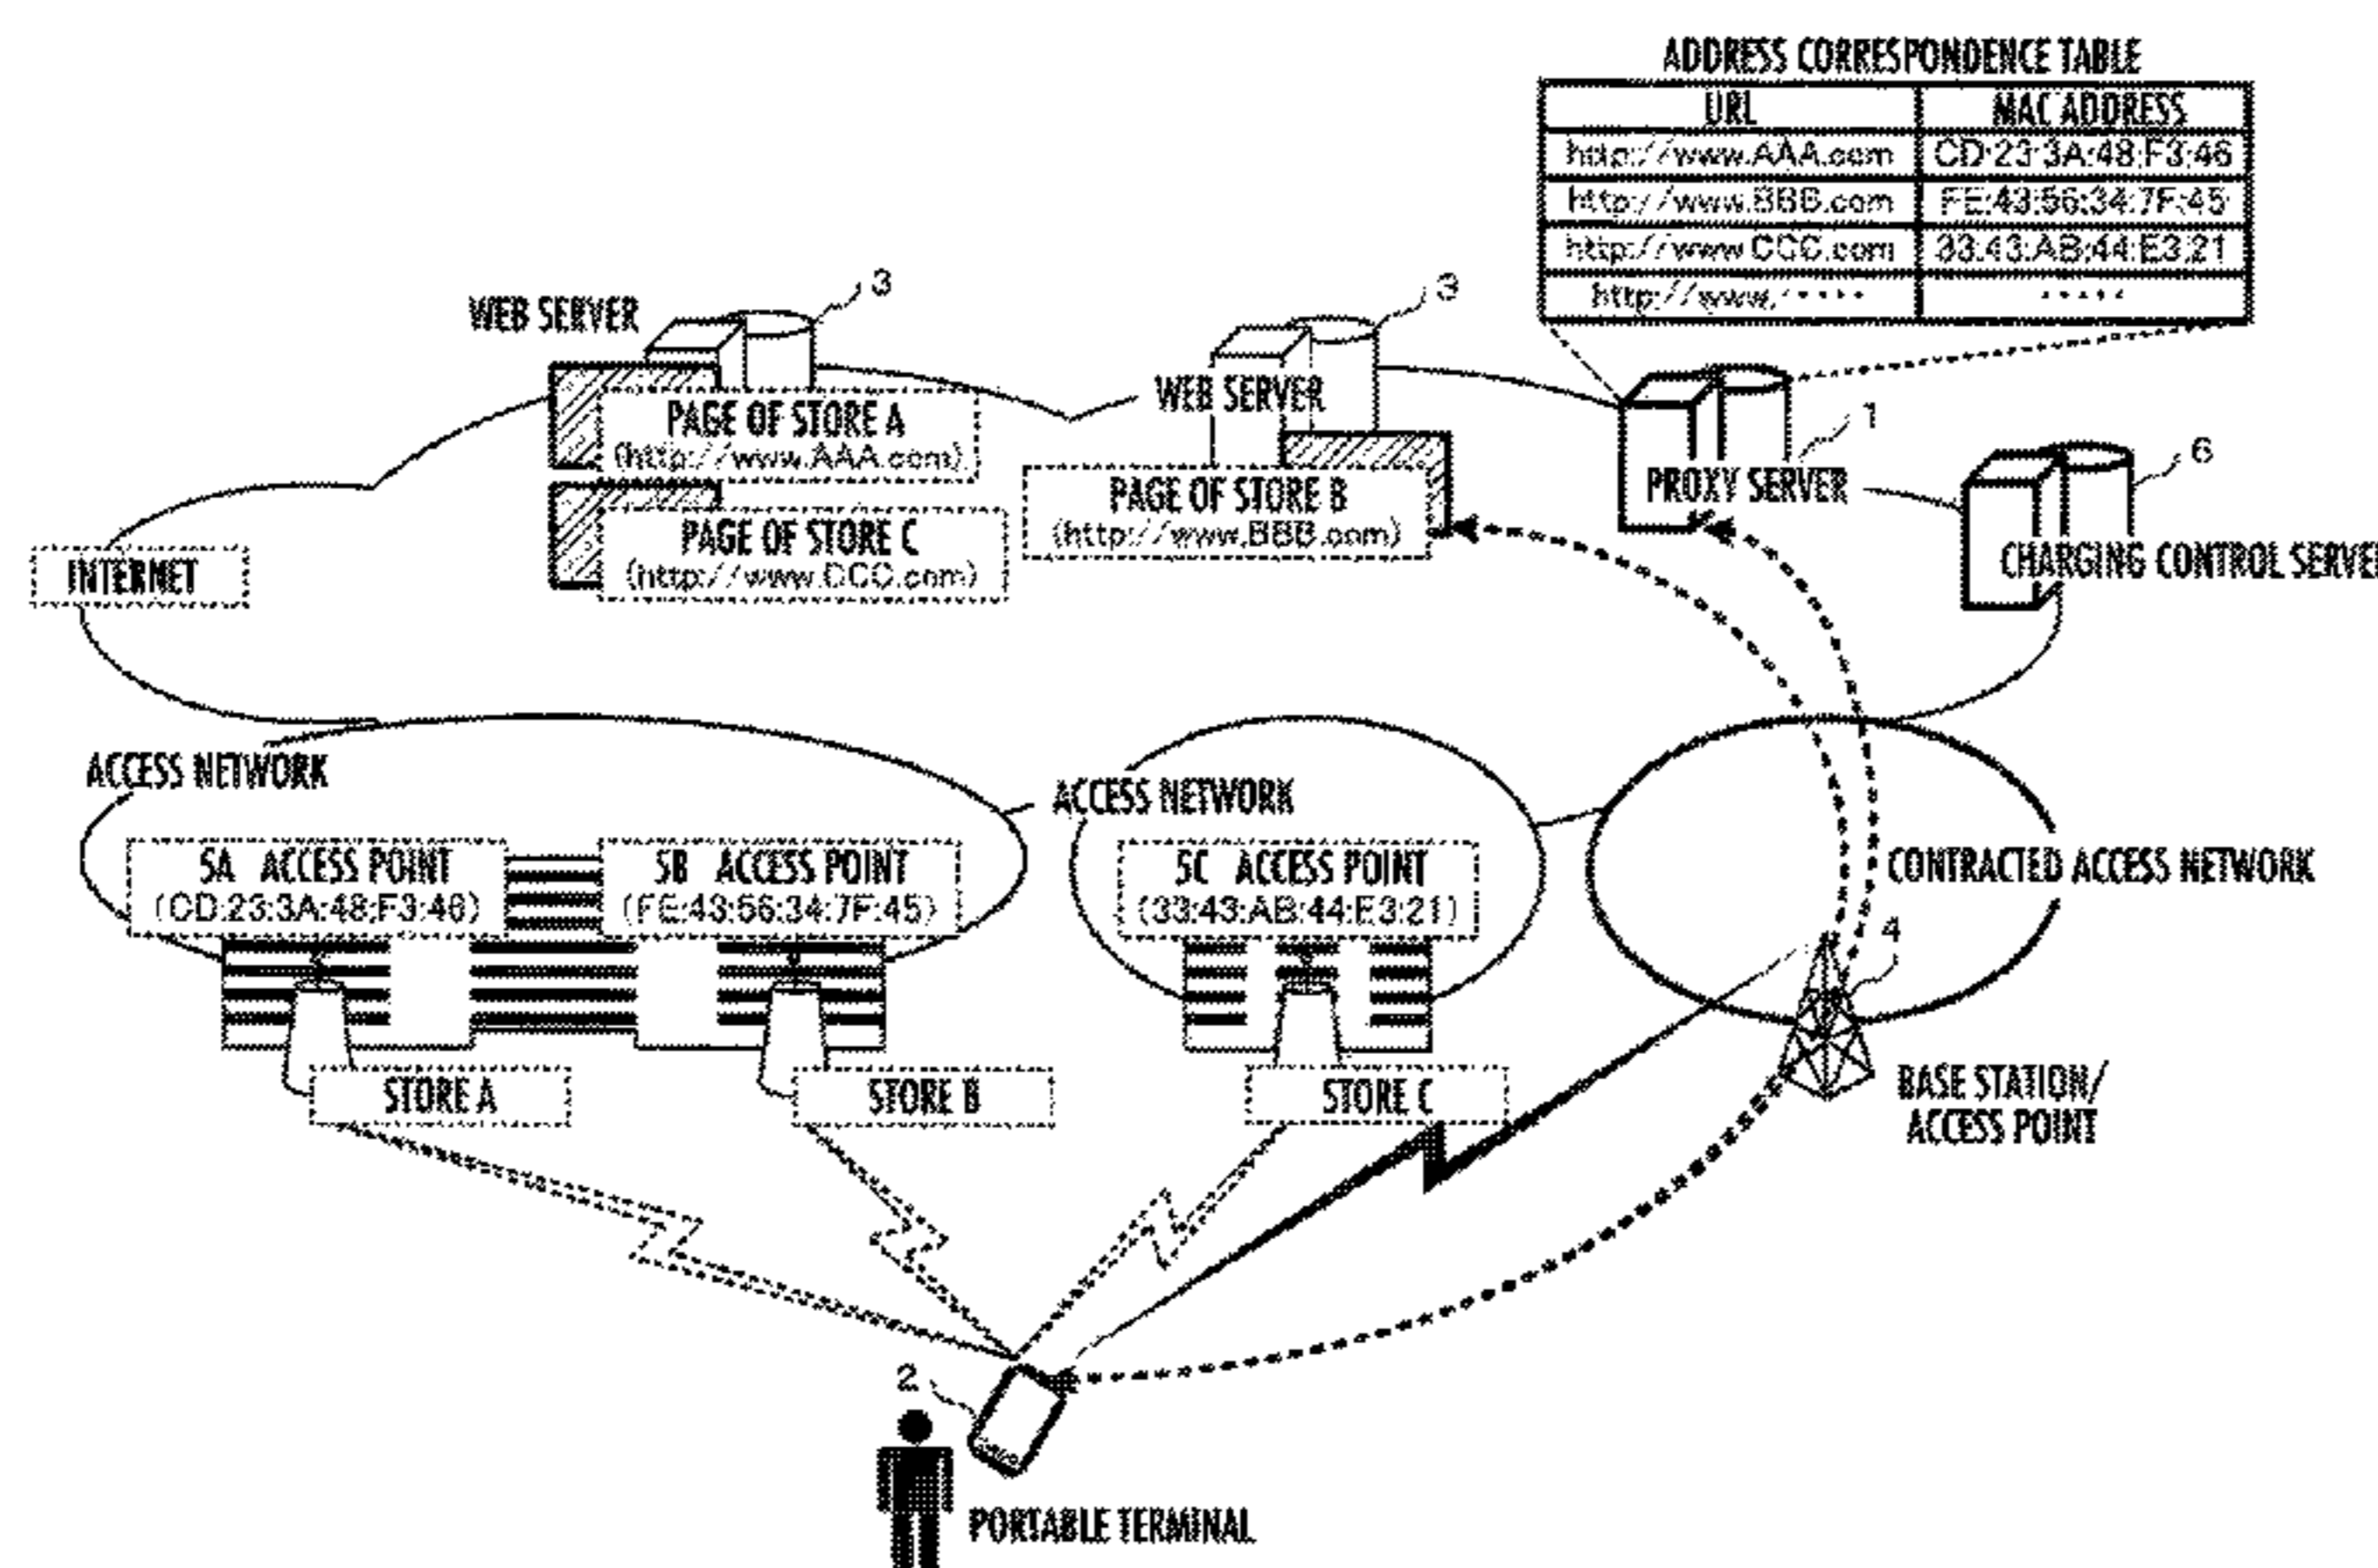 ADDRESS CORRESPONDENCE TABLE
URL MAC ADDRESS
http://www.AAA.com CD:23:3A:48:F3:46
http://www.BBB.com FE:43:56:34:7F:45
http://www.CCC.com 33:43:AB:44:E3:21
http://www.····· ·····
WEB SERVER
3
3
WEB SERVER
PAGE OF STORE A
(http://www.AAA.com)
PAGE OF STORE C
(http://www.CCC.com)
PAGE OF STORE B
(http://www.BBB.com)
1
PROXY SERVER
6
CHARGING CONTROL SERVER
INTERNET
ACCESS NETWORK
ACCESS NETWORK
CONTRACTED ACCESS NETWORK
5A ACCESS POINT
(CD:23:3A:48:F3:46)
5B ACCESS POINT
(FE:43:56:34:7F:45)
5C ACCESS POINT
(33:43:AB:44:E3:21)
4
STORE A
STORE B
STORE C
BASE STATION/
ACCESS POINT
2
PORTABLE TERMINAL